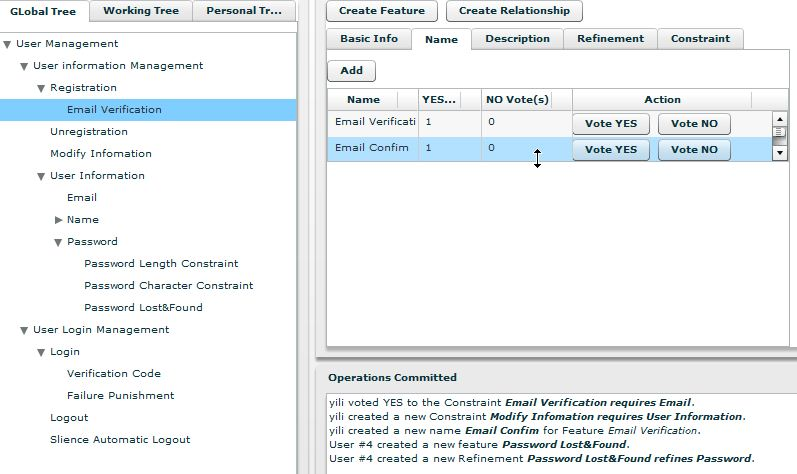 GLobal Tree
Working Tree
Personal Tr...
User Management
User information Management
Registration
Email Verification
Unregistration
Modify Infomation
User Information
Email
Name
Password
Password Length Constraint
Password Character Constraint
Password Lost&Found
User Login Management
Login
Verification Code
Failure Punishment
Logout
Slience Automatic Logout
Create Feature
Create Relationship
Basic Info
Name
Description
Refinement
Constraint
Add
Name YES... NO Vote(s) Action
Email Verificati 1 0 Vote YES Vote NO
Email Confim 1 0 Vote YES Vote NO
Operations Committed
yili voted YES to the Constraint Email Verification requires Email.
yili created a new Constraint Modify Infomation requires User Information.
yili created a new name Email Confim for Feature Email Verification.
User #4 created a new feature Password Lost&Found.
User #4 created a new Refinement Password Lost&Found refines Password.